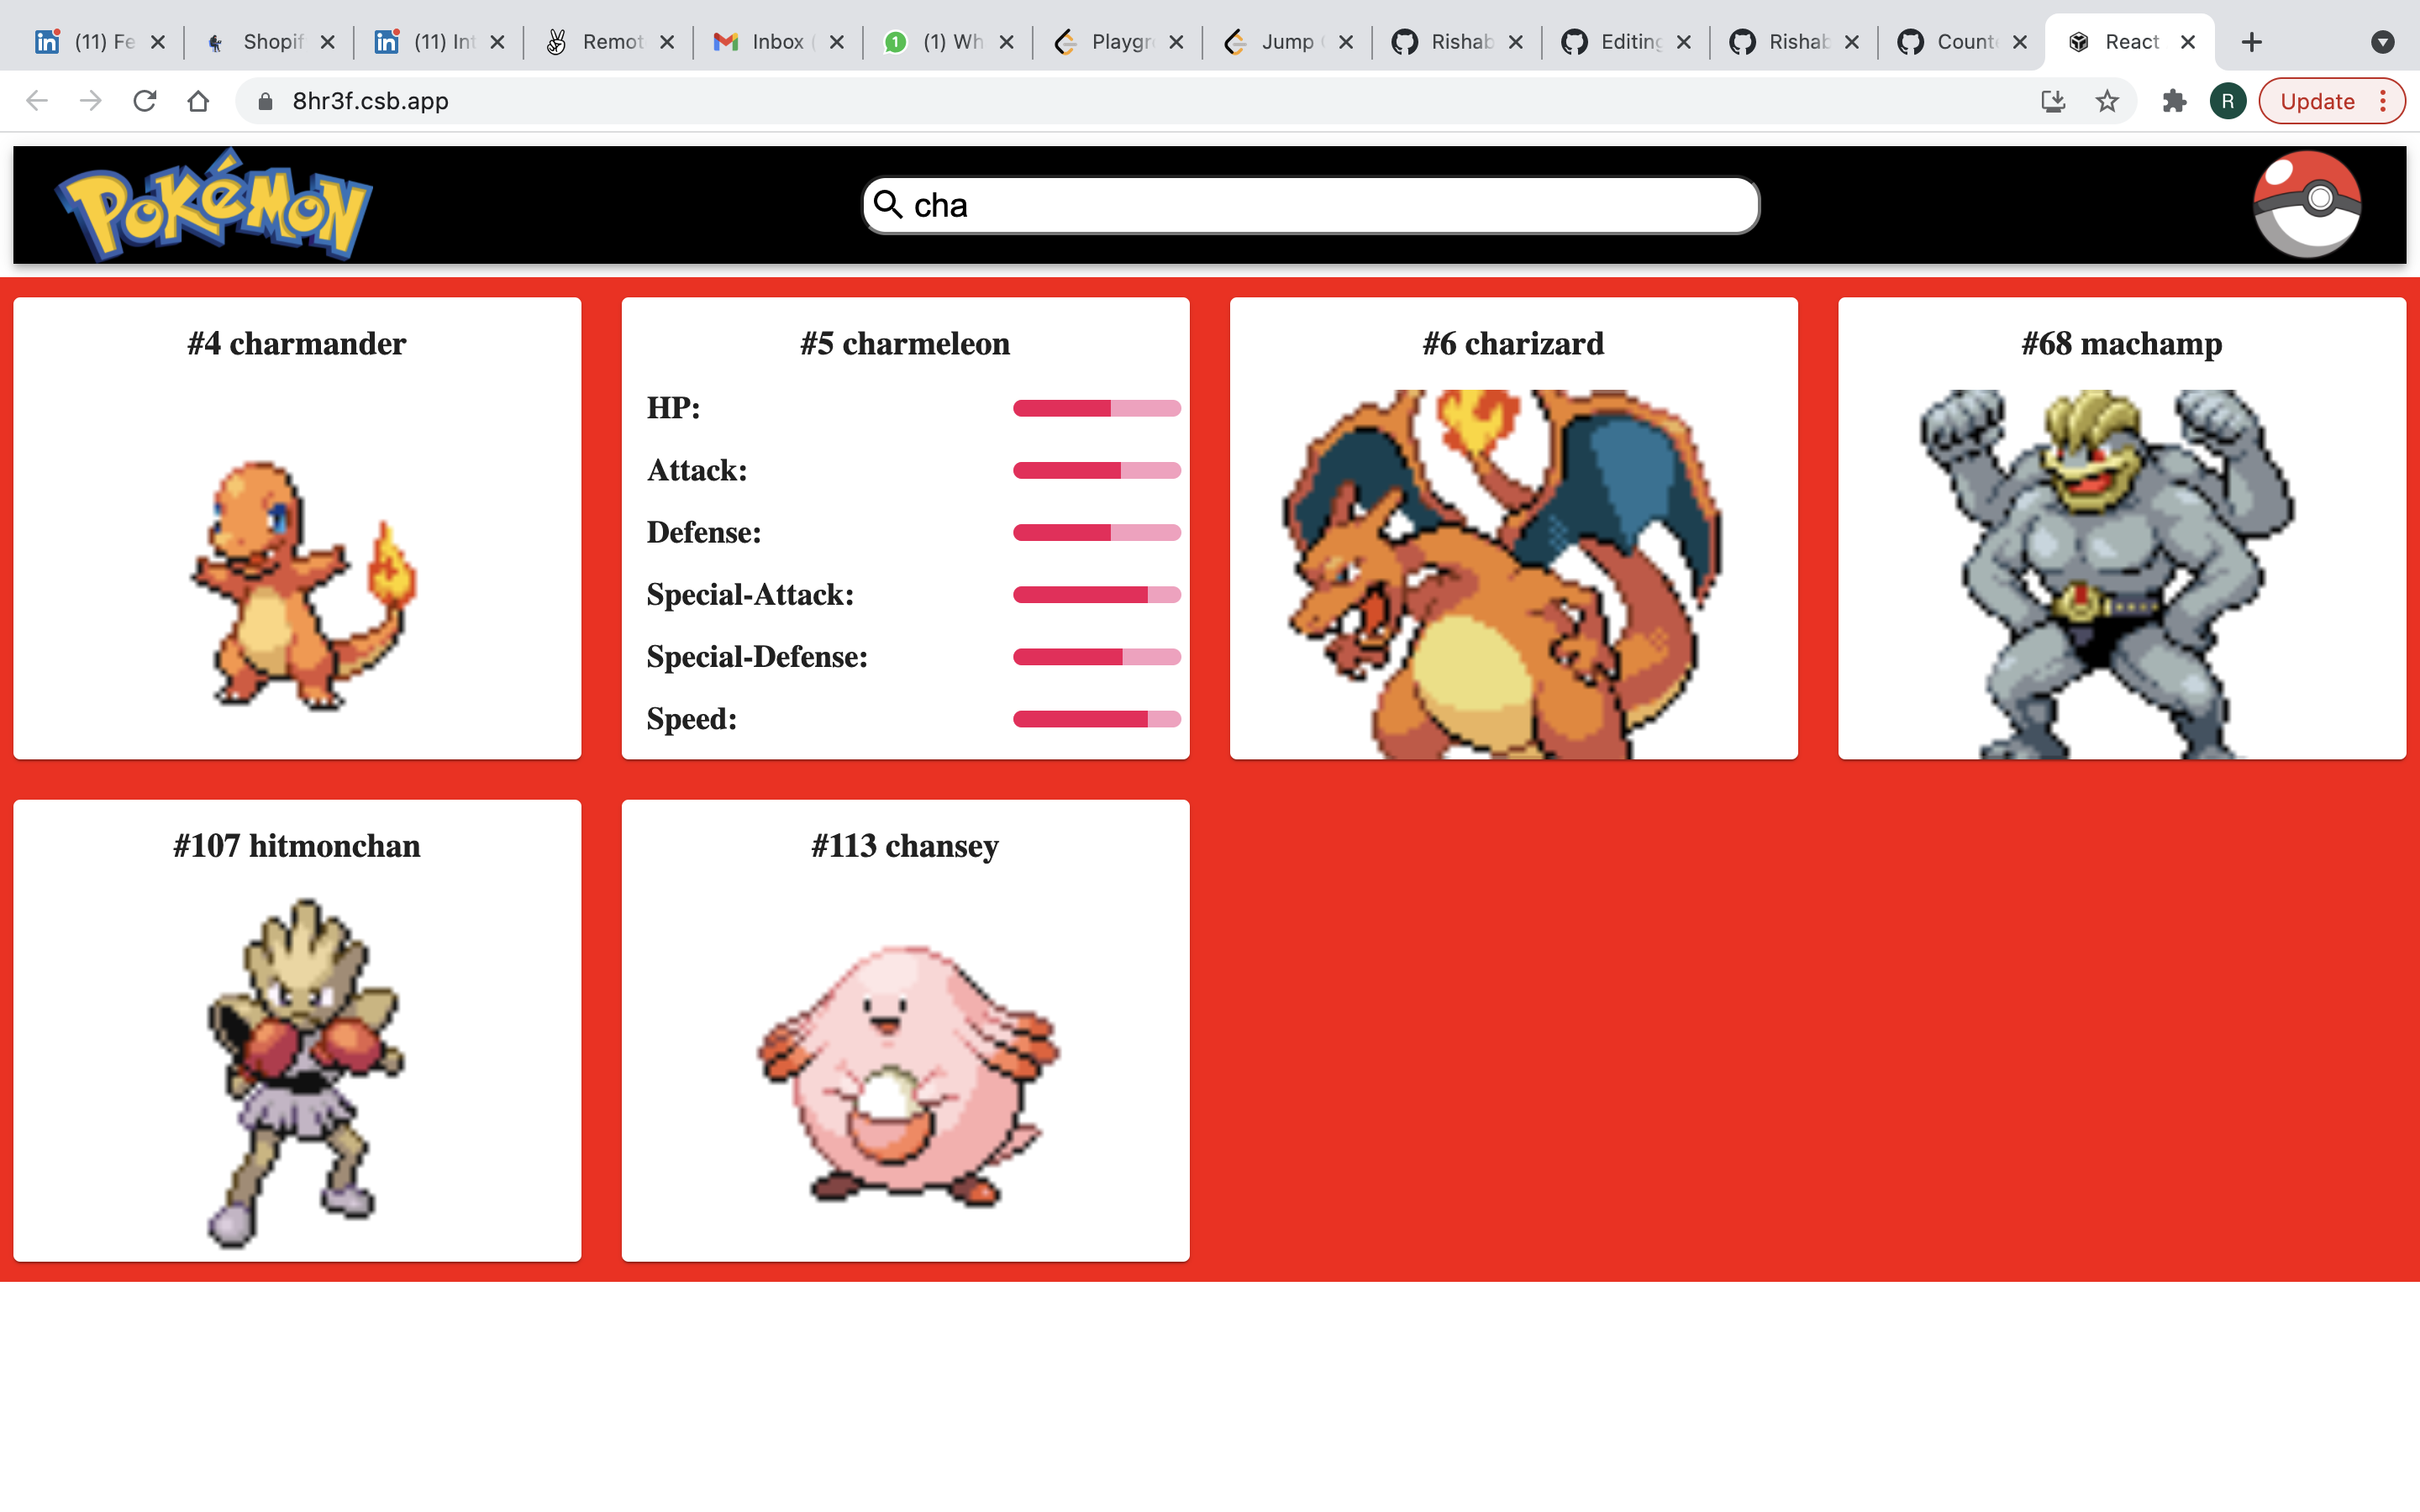 (11) Fe
Shopif
(11) Int
Remot
Inbox (
1
(1) Wh
Playgr
Jump
Rishab
Editing
Rishab
Count
React
8hr3f.csb.app
R
Update
POKéMON
cha
#4 charmander
#5 charmeleon
HP:
Attack:
Defense:
Special-Attack:
Special-Defense:
Speed:
#6 charizard
#68 machamp
#107 hitmonchan
#113 chansey